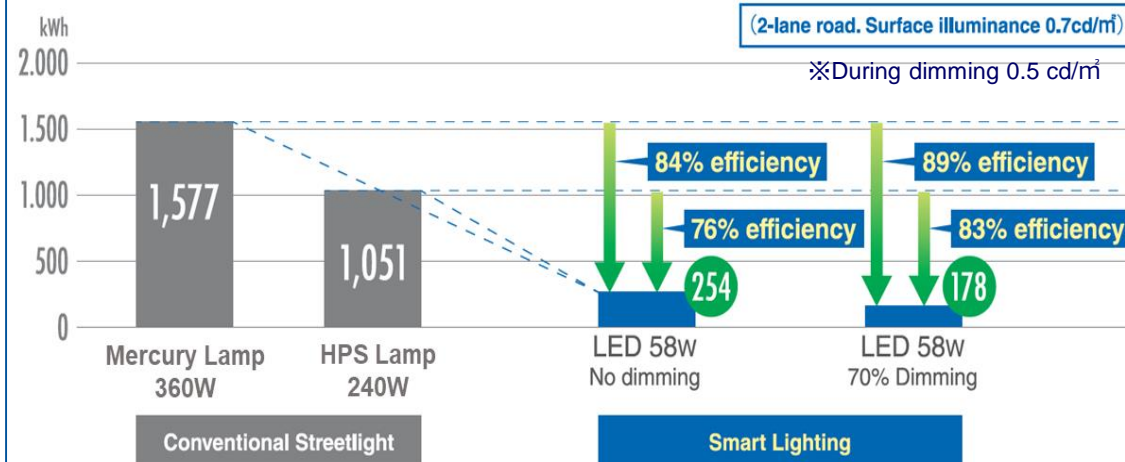 kWh
(2-lane road. Surface illuminance 0.7cd/㎡)
※During dimming 0.5 cd/㎡
2.000
1.500
1.000
500
0
1,577
1,051
84% efficiency
76% efficiency
254
89% efficiency
83% efficiency
178
Mercury Lamp
360W
HPS Lamp
240W
LED 58w
No dimming
LED 58w
70% Dimming
Conventional Streetlight
Smart Lighting